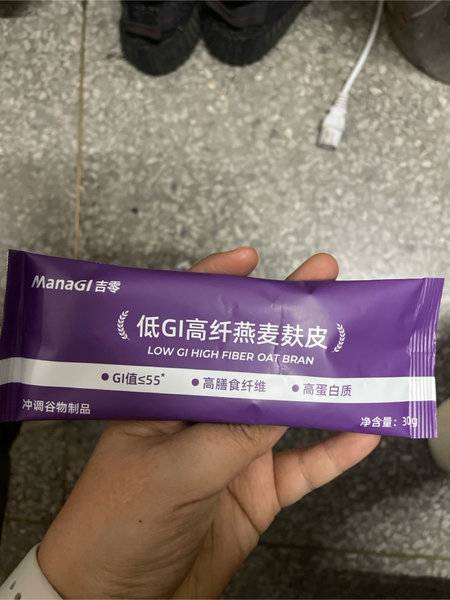 ManaGI 吉零
低GI高纤燕麦麸皮
LOW GI HIGH FIBER OAT BRAN
• GI值≤55* • 高膳食纤维 • 高蛋白质
冲调谷物制品
净含量：30g